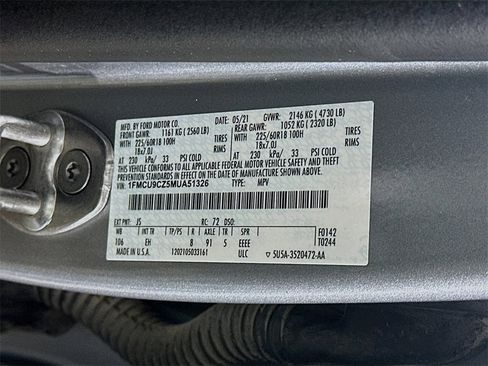 MFD. BY FORD MOTOR CO. 05/21 GVWR: 2146 KG ( 4730 LB)
FRONT GAWR: 1161 KG ( 2560 LB) REAR GAWR: 1052 KG ( 2320 LB)
WITH 225/60R18 100H TIRES WITH 225/60R18 100H TIRES
18x7.0J RIMS 18x7.0J RIMS
AT 230 kPa/ 33 PSI COLD AT 230 kPa/ 33 PSI COLD
THIS VEHICLE CONFORMS TO ALL APPLICABLE FEDERAL MOTOR VEHICLE SAFETY AND THEFT
PREVENTION STANDARDS IN EFFECT ON THE DATE OF MANUFACTURE SHOWN ABOVE.
VIN: 1FMCU9CZ5MUA51326 TYPE: MPV
EXT PNT: JS RC: 72 DSO: F0142
WB INT TR TP/PS R AXLE TR SPR T0244
106 EH 8 91 5 EEEE
MADE IN U.S.A. 1202105033161 ULC 5U5A-3520472-AA